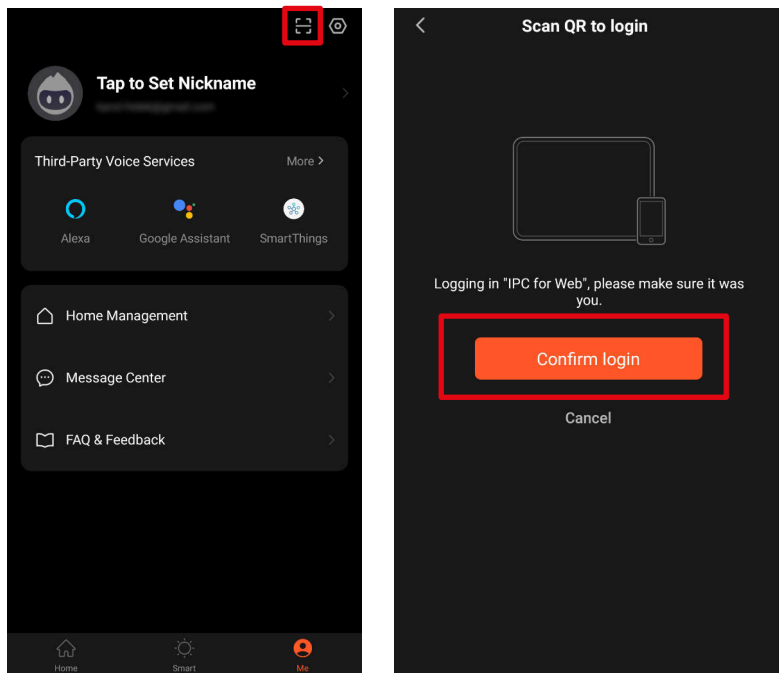 Tap to Set Nickname
Third-Party Voice Services
More >
Alexa
Google Assistant
SmartThings
Home Management
Message Center
FAQ & Feedback
Home
Smart
Me
Scan QR to login
Logging in "IPC for Web", please make sure it was
you.
Confirm login
Cancel